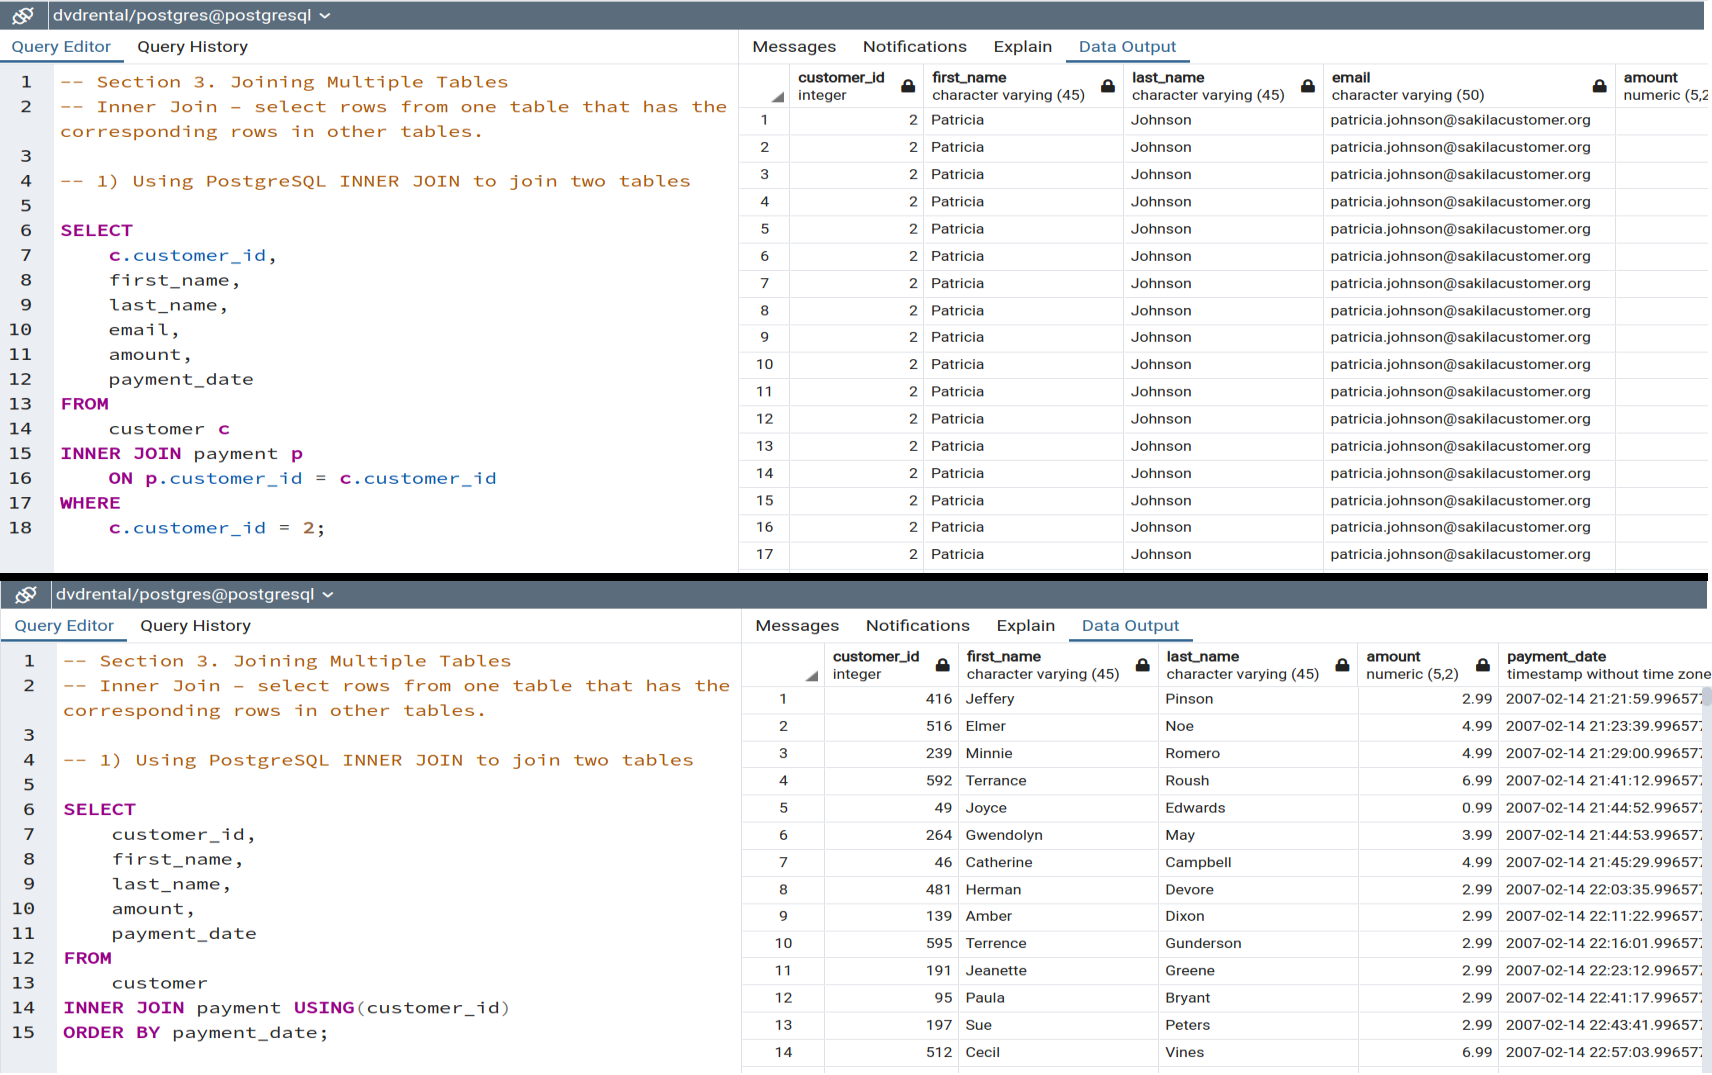 dvdrental/postgres@postgresql
Query Editor Query History
1 -- Section 3. Joining Multiple Tables
2 -- Inner Join – select rows from one table that has the
corresponding rows in other tables.
3
4 -- 1) Using PostgreSQL INNER JOIN to join two tables
5
6 SELECT
7 c.customer_id,
8 first_name,
9 last_name,
10 email,
11 amount,
12 payment_date
13 FROM
14 customer c
15 INNER JOIN payment p
16 ON p.customer_id = c.customer_id
17 WHERE
18 c.customer_id = 2;
Messages Notifications Explain Data Output
customer_id first_name last_name email amount
integer character varying (45) character varying (45) character varying (50) numeric (5,2
1 2 Patricia Johnson patricia.johnson@sakilacustomer.org
2 2 Patricia Johnson patricia.johnson@sakilacustomer.org
3 2 Patricia Johnson patricia.johnson@sakilacustomer.org
4 2 Patricia Johnson patricia.johnson@sakilacustomer.org
5 2 Patricia Johnson patricia.johnson@sakilacustomer.org
6 2 Patricia Johnson patricia.johnson@sakilacustomer.org
7 2 Patricia Johnson patricia.johnson@sakilacustomer.org
8 2 Patricia Johnson patricia.johnson@sakilacustomer.org
9 2 Patricia Johnson patricia.johnson@sakilacustomer.org
10 2 Patricia Johnson patricia.johnson@sakilacustomer.org
11 2 Patricia Johnson patricia.johnson@sakilacustomer.org
12 2 Patricia Johnson patricia.johnson@sakilacustomer.org
13 2 Patricia Johnson patricia.johnson@sakilacustomer.org
14 2 Patricia Johnson patricia.johnson@sakilacustomer.org
15 2 Patricia Johnson patricia.johnson@sakilacustomer.org
16 2 Patricia Johnson patricia.johnson@sakilacustomer.org
17 2 Patricia Johnson patricia.johnson@sakilacustomer.org
dvdrental/postgres@postgresql
Query Editor Query History
1 -- Section 3. Joining Multiple Tables
2 -- Inner Join – select rows from one table that has the
corresponding rows in other tables.
3
4 -- 1) Using PostgreSQL INNER JOIN to join two tables
5
6 SELECT
7 customer_id,
8 first_name,
9 last_name,
10 amount,
11 payment_date
12 FROM
13 customer
14 INNER JOIN payment USING(customer_id)
15 ORDER BY payment_date;
Messages Notifications Explain Data Output
customer_id first_name last_name amount payment_date
integer character varying (45) character varying (45) numeric (5,2) timestamp without time zone
1 416 Jeffery Pinson 2.99 2007-02-14 21:21:59.996577
2 516 Elmer Noe 4.99 2007-02-14 21:23:39.996577
3 239 Minnie Romero 4.99 2007-02-14 21:29:00.996577
4 592 Terrance Roush 6.99 2007-02-14 21:41:12.996577
5 49 Joyce Edwards 0.99 2007-02-14 21:44:52.996577
6 264 Gwendolyn May 3.99 2007-02-14 21:44:53.996577
7 46 Catherine Campbell 4.99 2007-02-14 21:45:29.996577
8 481 Herman Devore 2.99 2007-02-14 22:03:35.996577
9 139 Amber Dixon 2.99 2007-02-14 22:11:22.996577
10 595 Terrence Gunderson 2.99 2007-02-14 22:16:01.996577
11 191 Jeanette Greene 2.99 2007-02-14 22:23:12.996577
12 95 Paula Bryant 2.99 2007-02-14 22:41:17.996577
13 197 Sue Peters 2.99 2007-02-14 22:43:41.996577
14 512 Cecil Vines 6.99 2007-02-14 22:57:03.996577